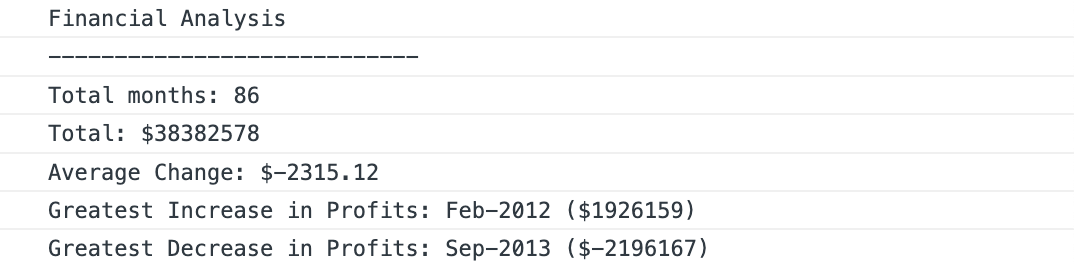 Financial Analysis
----------------------------
Total months: 86
Total: $38382578
Average Change: $-2315.12
Greatest Increase in Profits: Feb-2012 ($1926159)
Greatest Decrease in Profits: Sep-2013 ($-2196167)